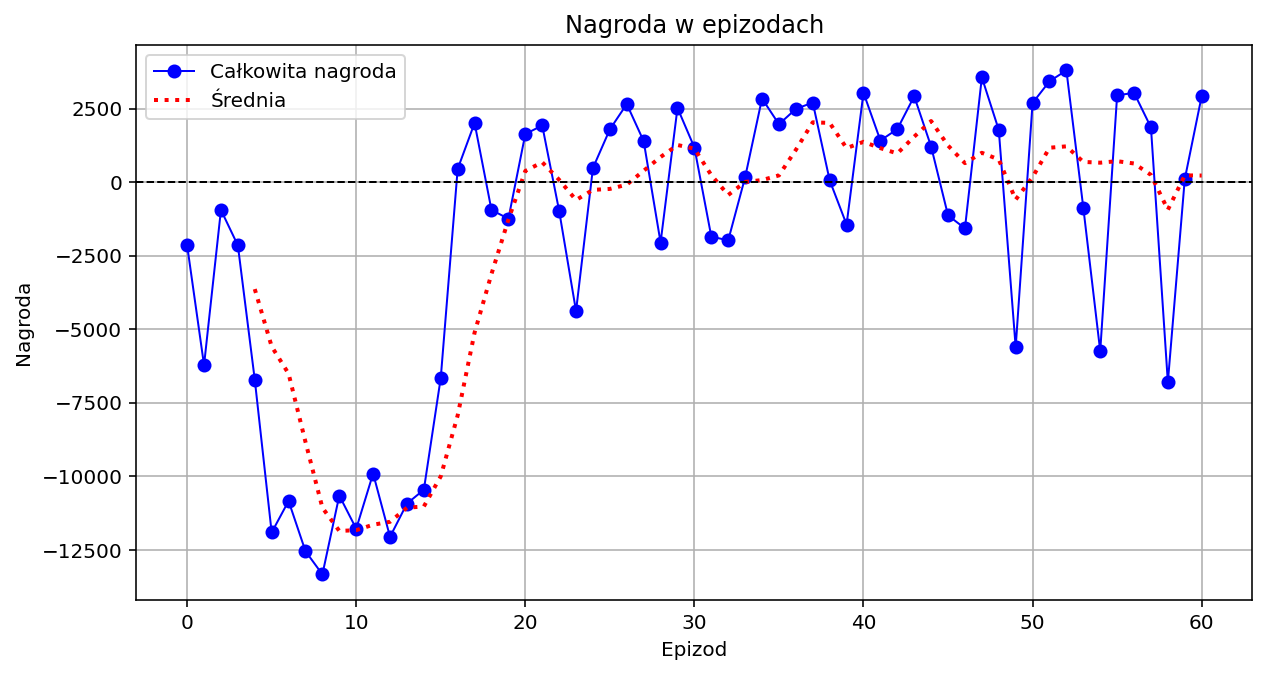 Nagroda w epizodach
Całkowita nagroda
Średnia
2500
0
−2500
−5000
−7500
−10000
−12500
Nagroda
0 10 20 30 40 50 60
Epizod